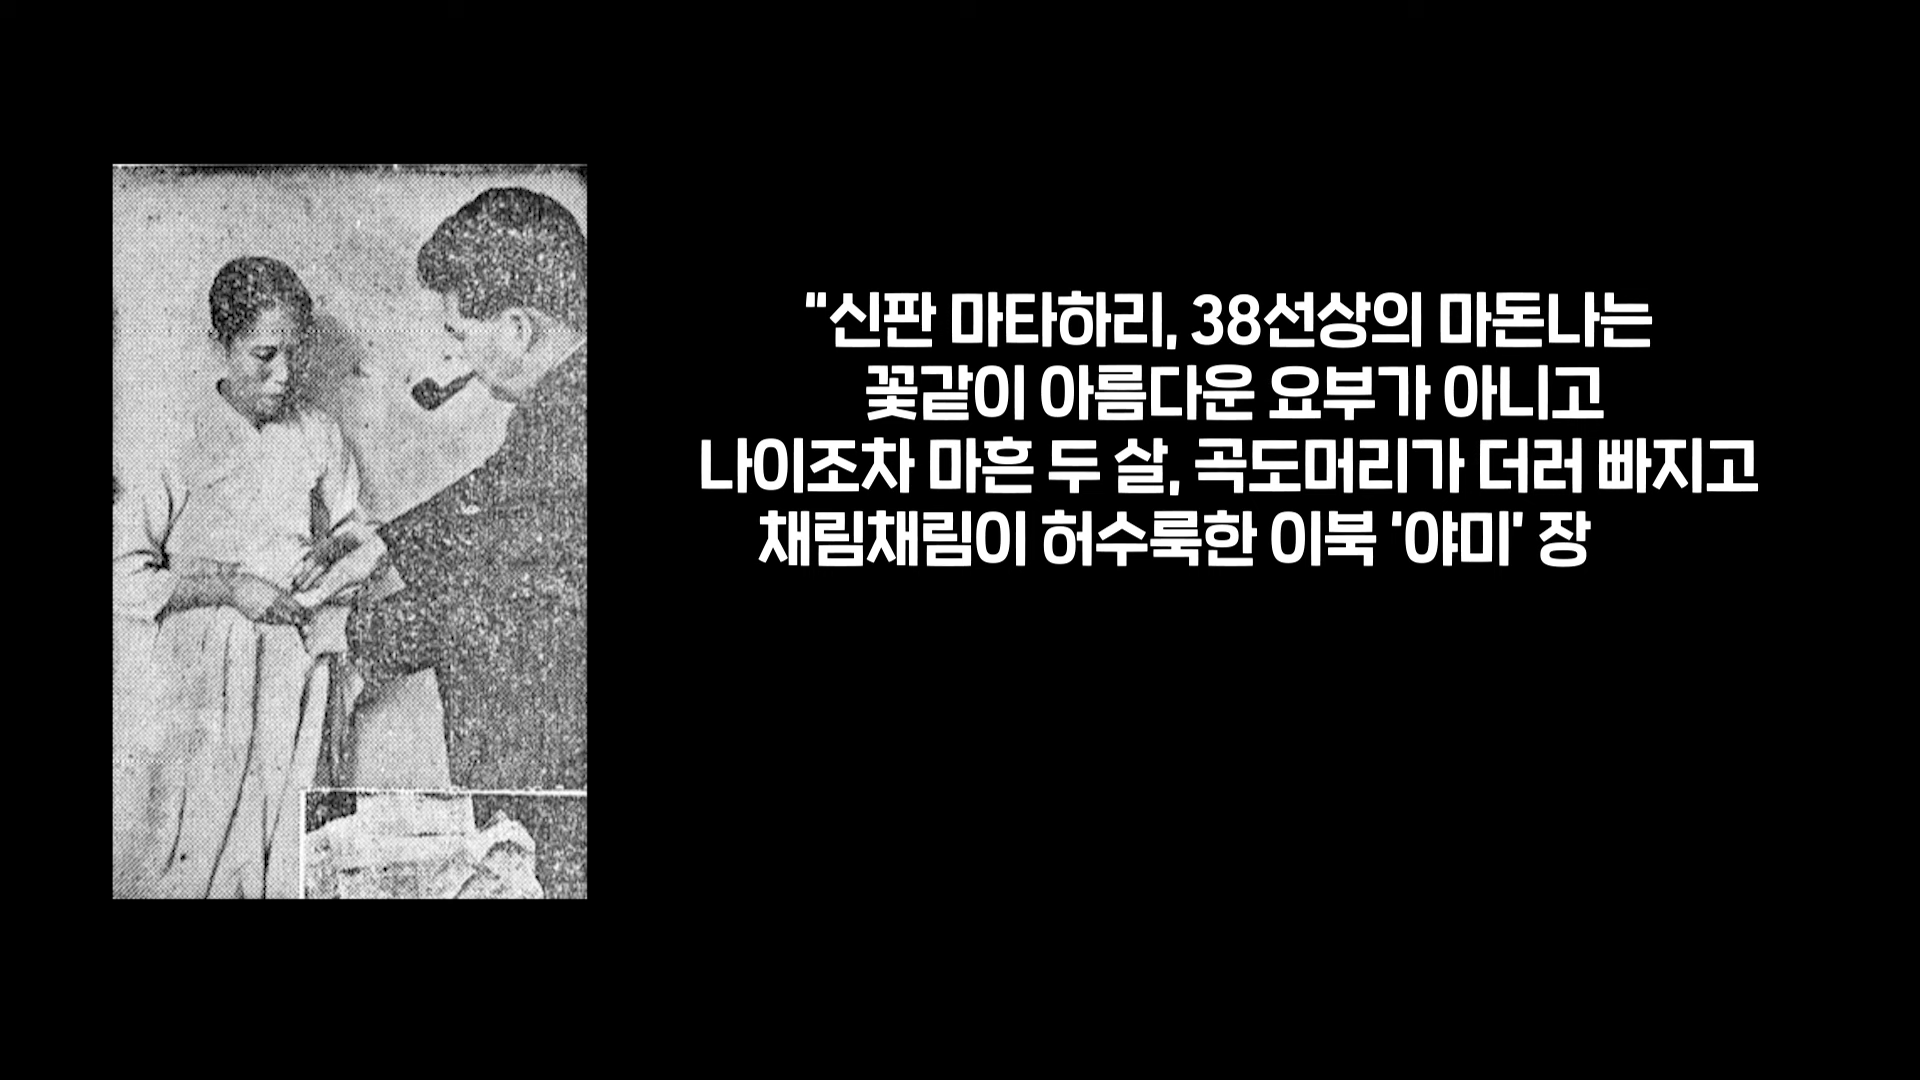 "신판 마타하리, 38선상의 마돈나는
꽃같이 아름다운 요부가 아니고
나이조차 마흔 두 살, 곡도머리가 더러 빠지고
채림채림이 허수룩한 이북 '야미' 장